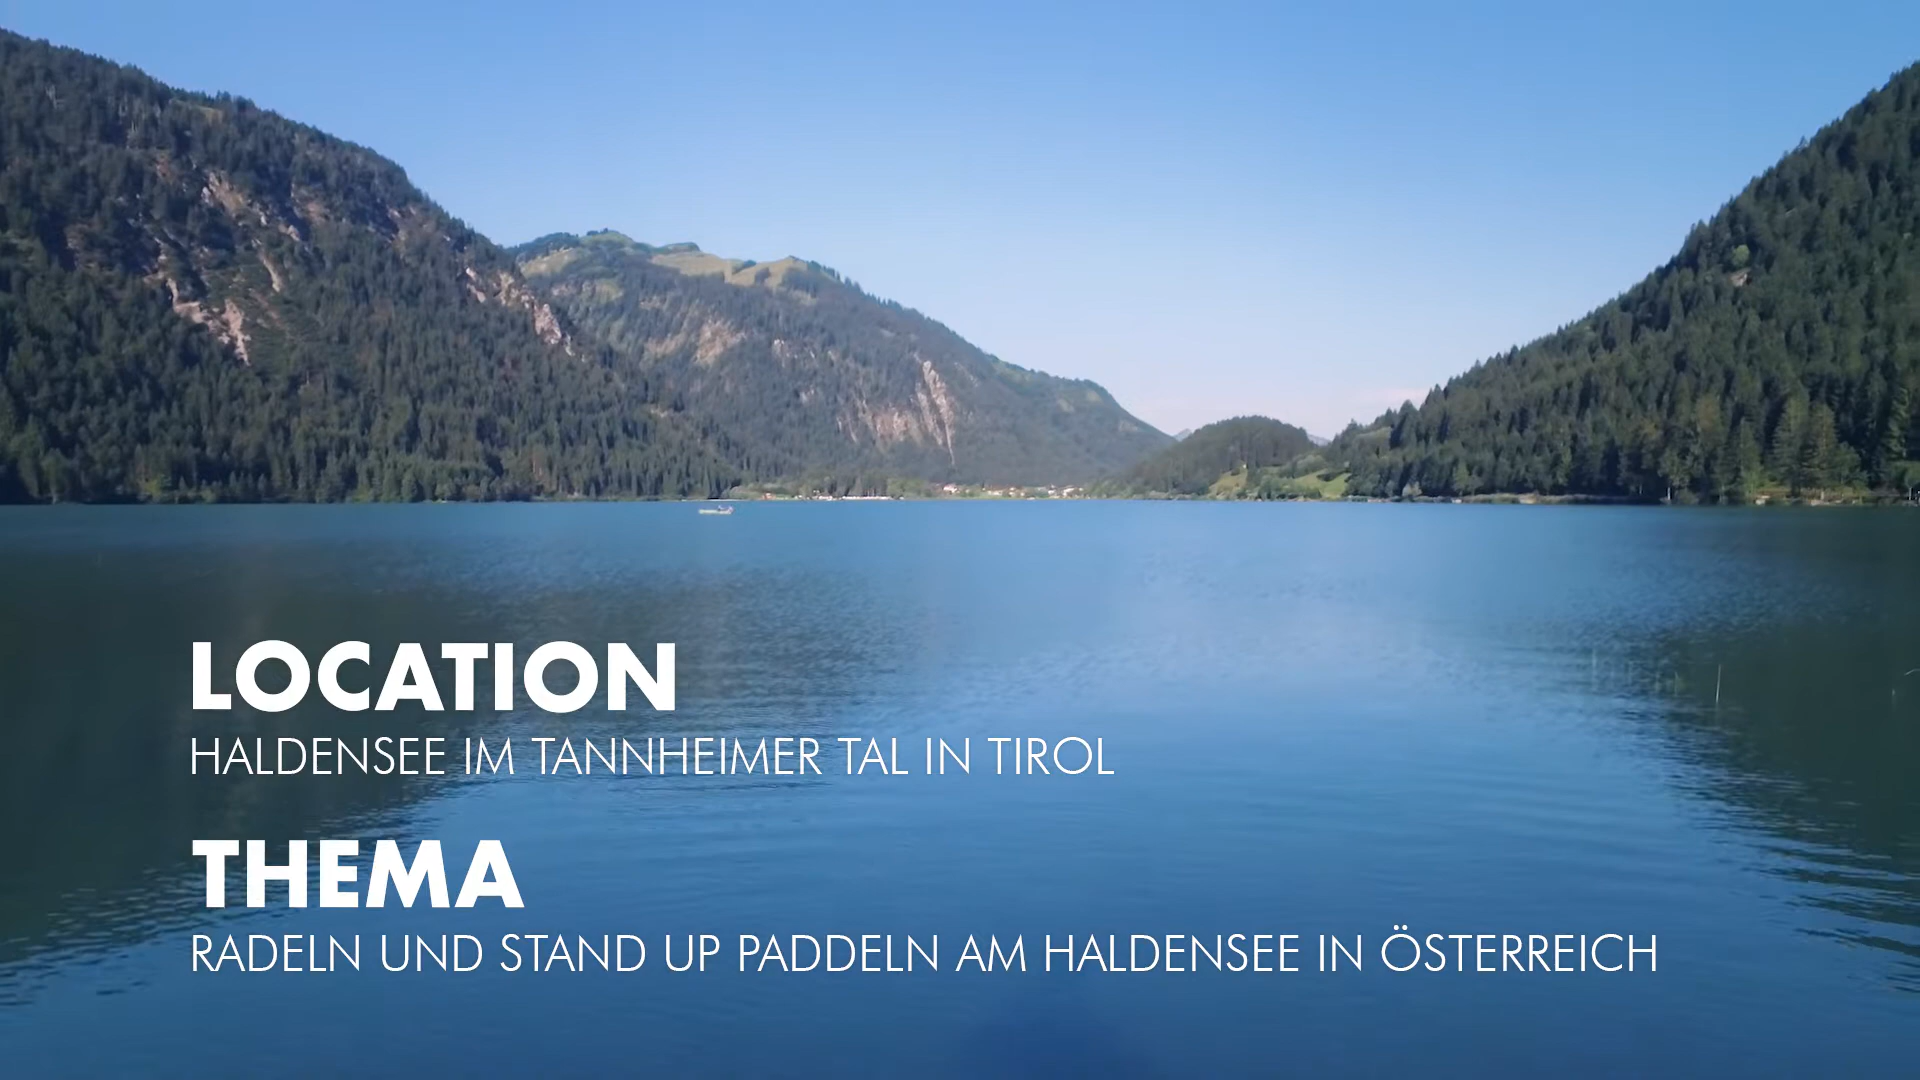 LOCATION
HALDENSEE IM TANNHEIMER TAL IN TIROL
THEMA
RADELN UND STAND UP PADDELN AM HALDENSEE IN ÖSTERREICH